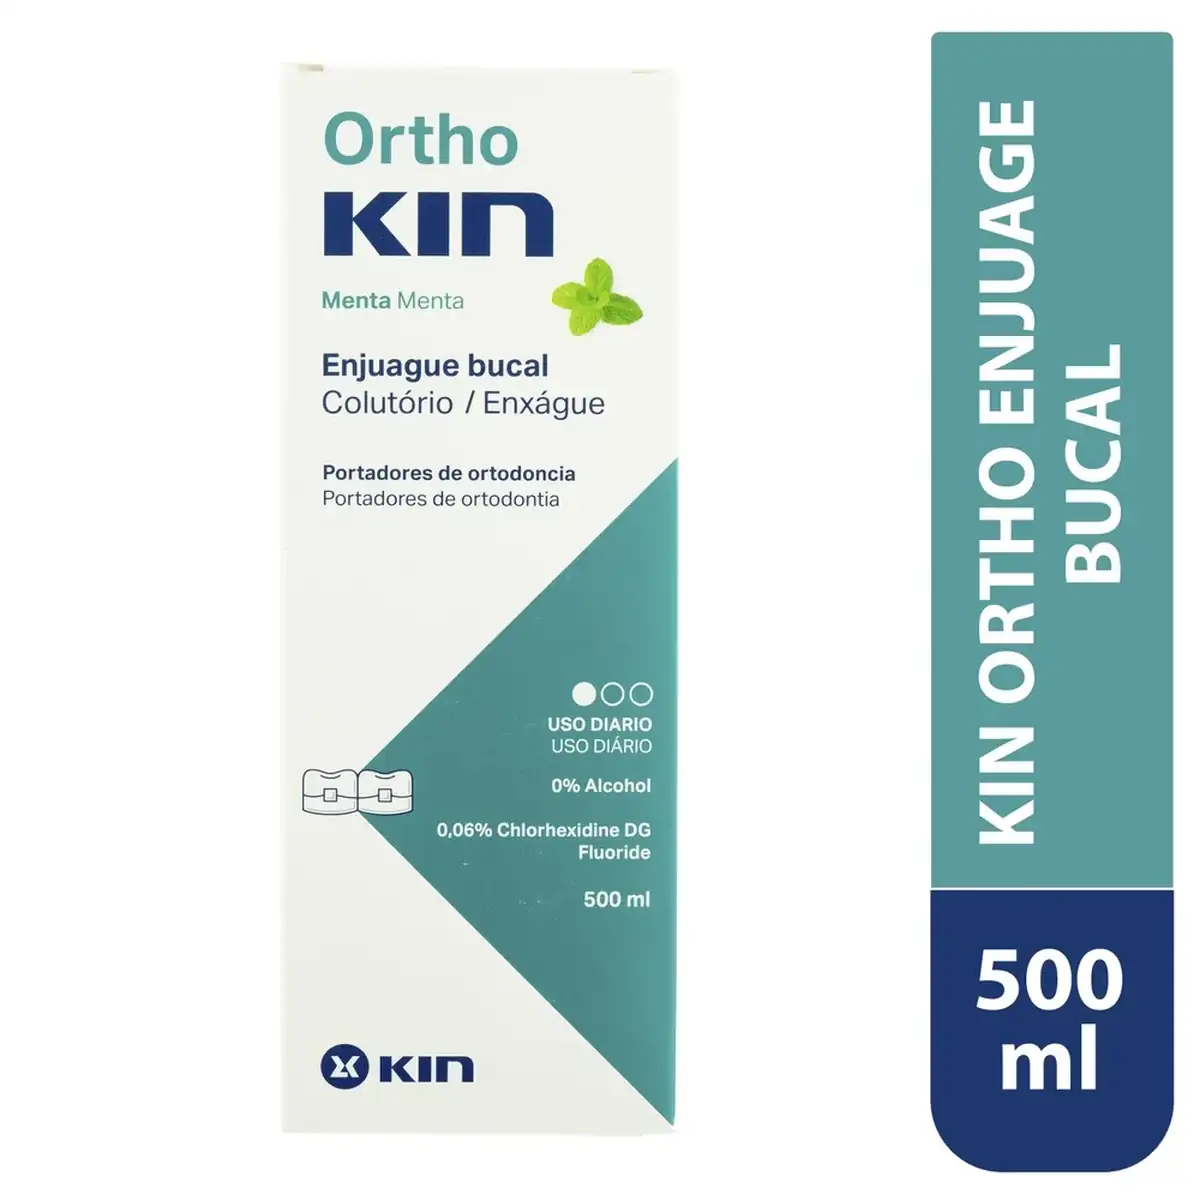 Ortho
KIN
Menta Menta
Enjuague bucal
Colutório / Enxágue
Portadores de ortodoncia
Portadores de ortodontia
USO DIARIO
USO DIÁRIO
0% Alcohol
0,06% Chlorhexidine DG
Fluoride
500 ml
KIN
KIN ORTHO ENJUAGE
BUCAL
500
ml